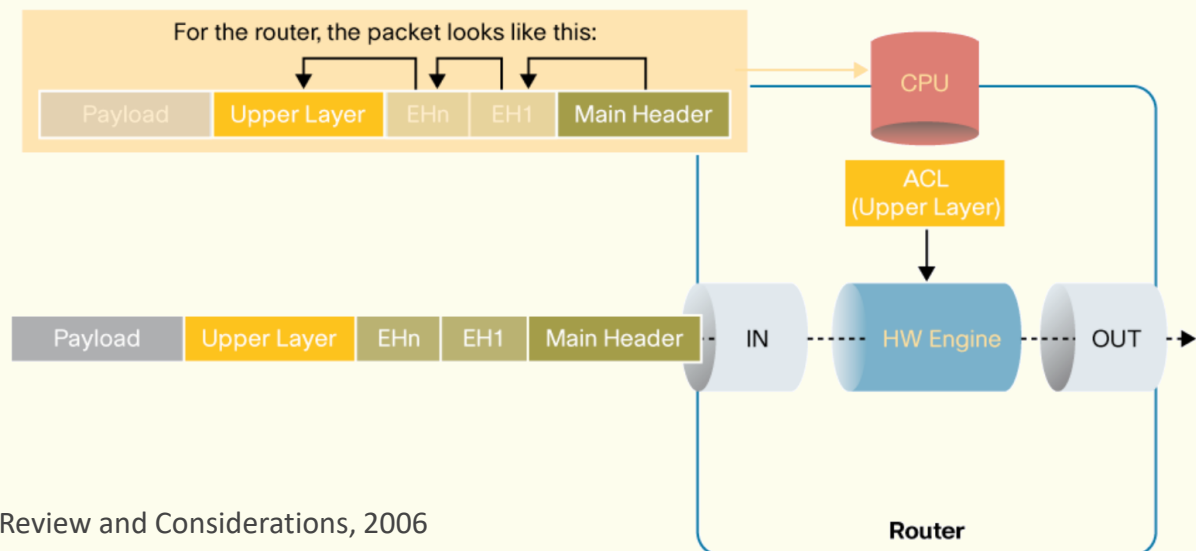 For the router, the packet looks like this:
Payload Upper Layer EHn EH1 Main Header
CPU
ACL
(Upper Layer)
Payload Upper Layer EHn EH1 Main Header IN HW Engine OUT
Review and Considerations, 2006
Router